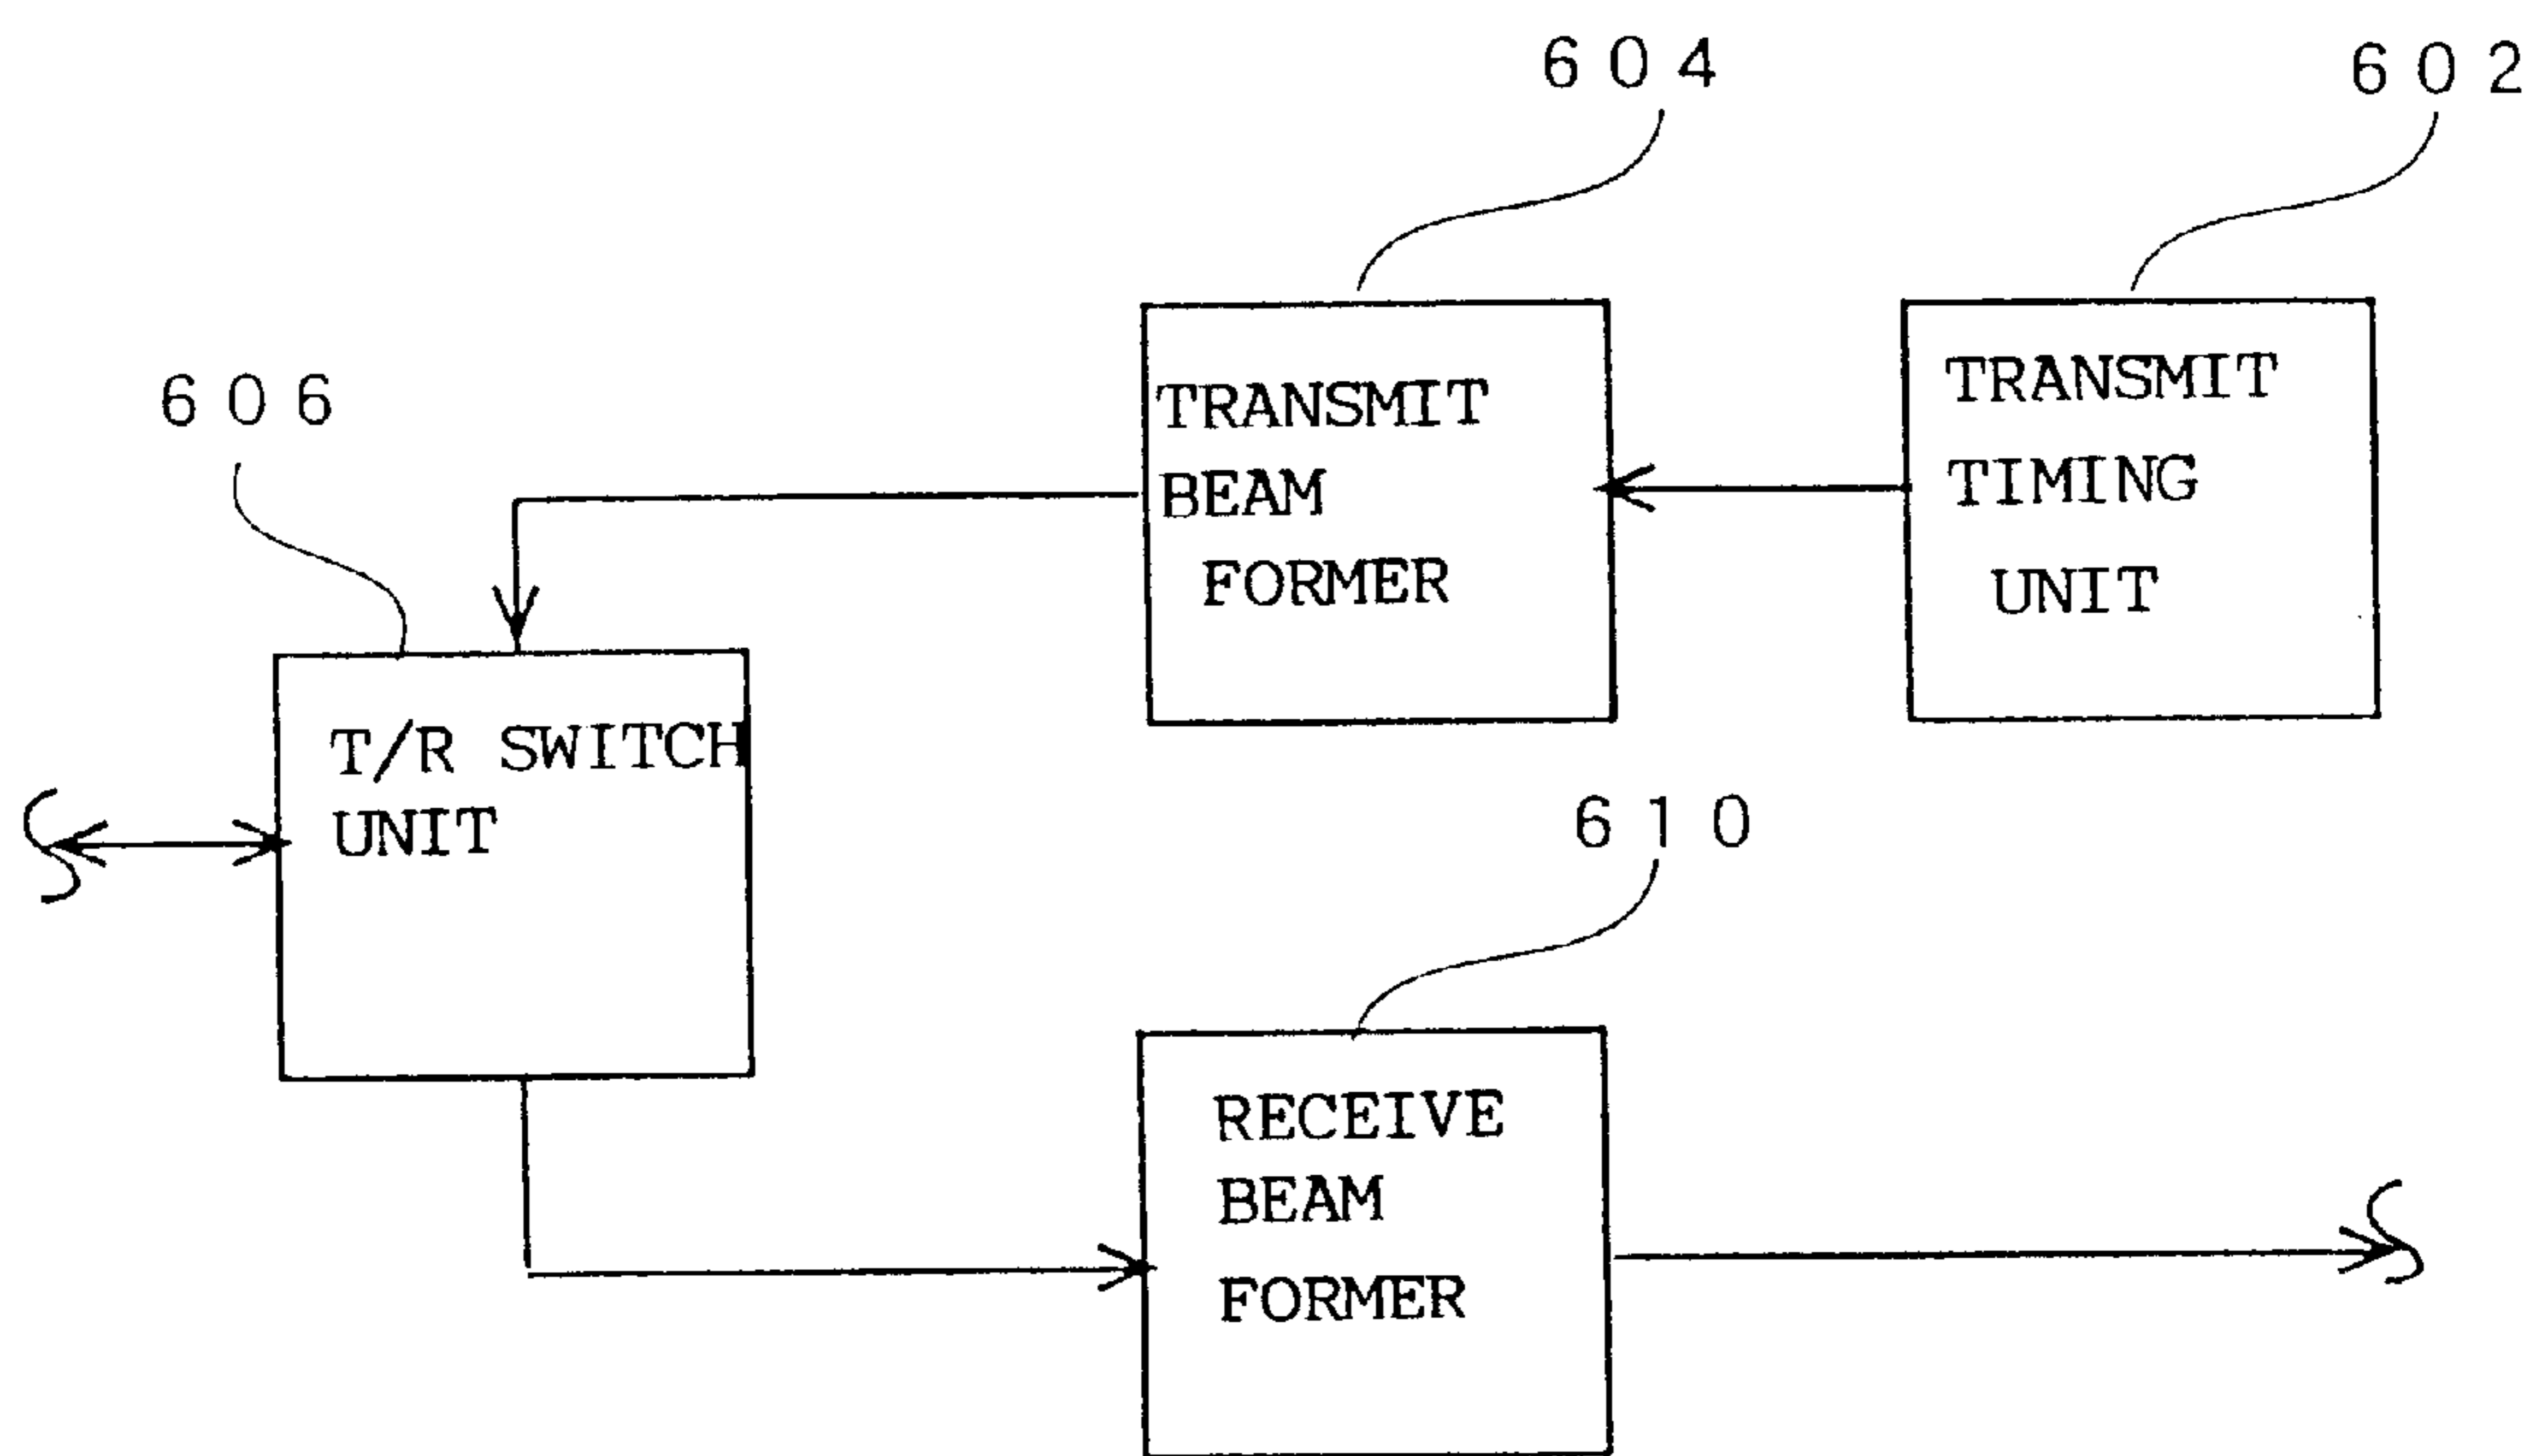 604
602
606
TRANSMIT
BEAM
FORMER
TRANSMIT
TIMING
UNIT
T/R SWITCH
UNIT
610
RECEIVE
BEAM
FORMER